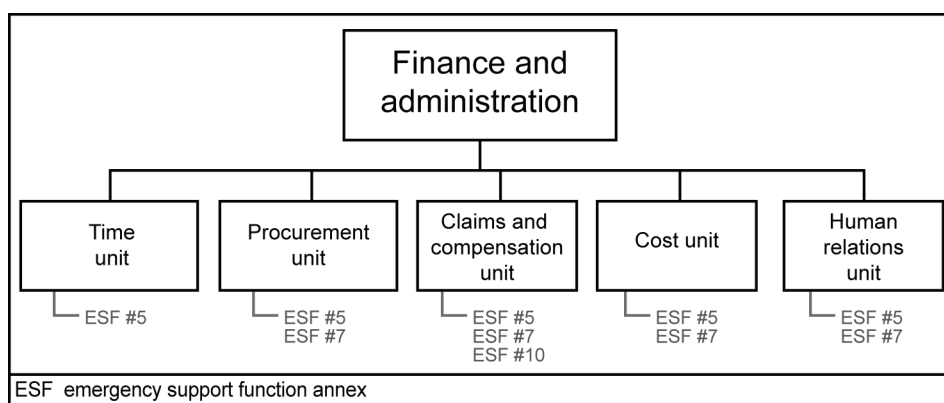 Finance and
administration
Time
unit
Procurement
unit
Claims and
compensation
unit
Cost unit
Human
relations
unit
ESF #5
ESF #5
ESF #7
ESF #5
ESF #7
ESF #10
ESF #5
ESF #7
ESF #5
ESF #7
ESF emergency support function annex